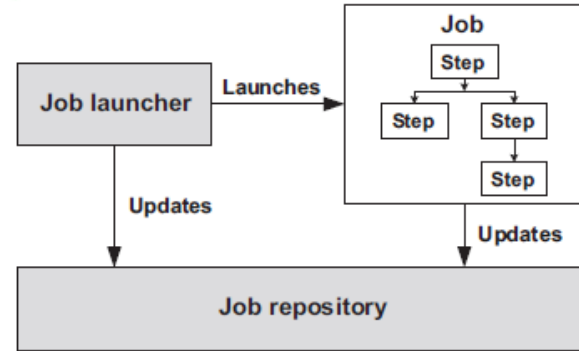 Job
Step
Job launcher
Launches
Step
Step
Step
Updates
Updates
Job repository